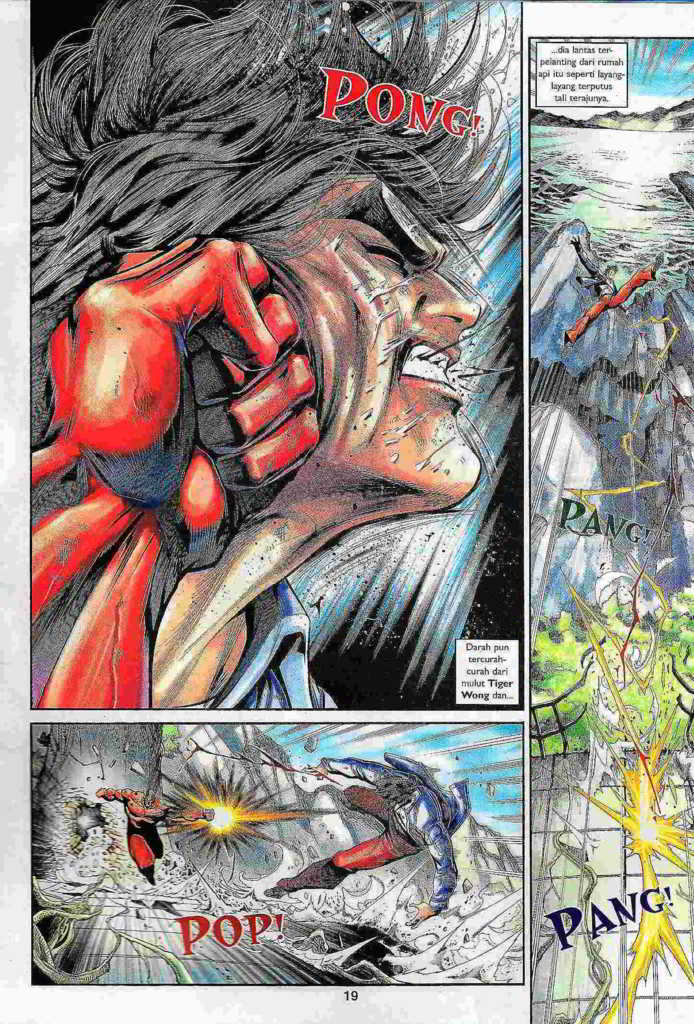 PONG!
Darah pun
tercurah-
curah dari
mulut Tiger
Wong dan...
POP!
...dia lantas ter-
pelanting dari rumah
api itu seperti layang-
layang terputus
tali terajunya.
PANG!
PANG!
19